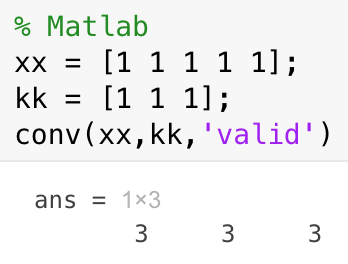 % Matlab
xx = [1 1 1 1 1];
kk = [1 1 1];
conv(xx,kk,'valid')
ans = 1×3
3 3 3